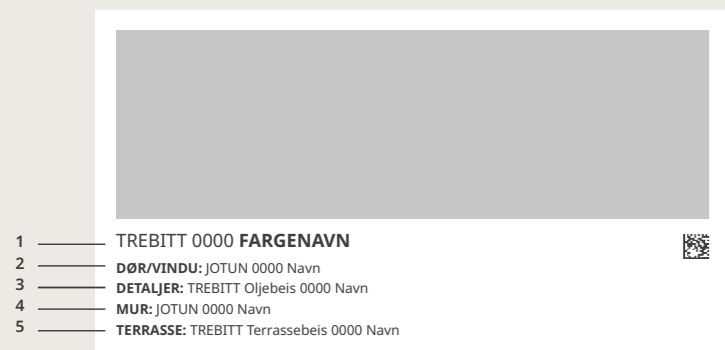 1 TREBITT 0000 FARGENAVN
2 DØR/VINDU: JOTUN 0000 Navn
3 DETALJER: TREBITT Oljebeis 0000 Navn
4 MUR: JOTUN 0000 Navn
5 TERRASSE: TREBITT Terrassebeis 0000 Navn